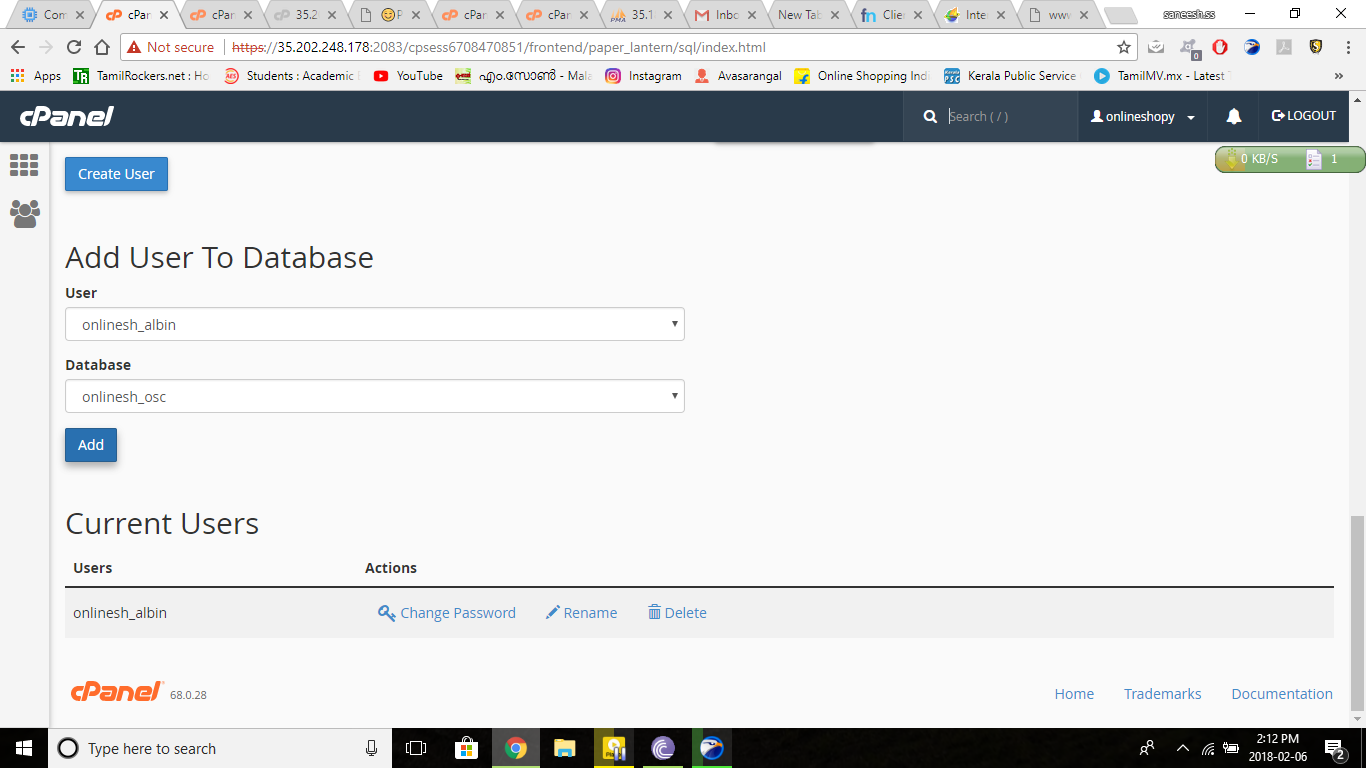 Con
cPar
cPar
35.2
P
cPar
cPar
35.1
Inbo
New Tab
Clie
Inte
www
saneesh.ss
Not secure https://35.202.248.178:2083/cpsess6708470851/frontend/paper_lantern/sql/index.html
0
Apps TamilRockers.net : Ho Students : Academic YouTube ഏഷ്യാനെറ്റ് - Mala Instagram Avasarangal Online Shopping Indi Kerala Public Service TamilMV.mx - Latest »
cPanel
Search ( / )
onlineshopy
LOGOUT
0 KB/S 1
Create User
Add User To Database
User
onlinesh_albin
Database
onlinesh_osc
Add
Current Users
Users Actions
onlinesh_albin Change Password Rename Delete
cPanel 68.0.28
Home Trademarks Documentation
Type here to search
2:12 PM
2018-02-06
2